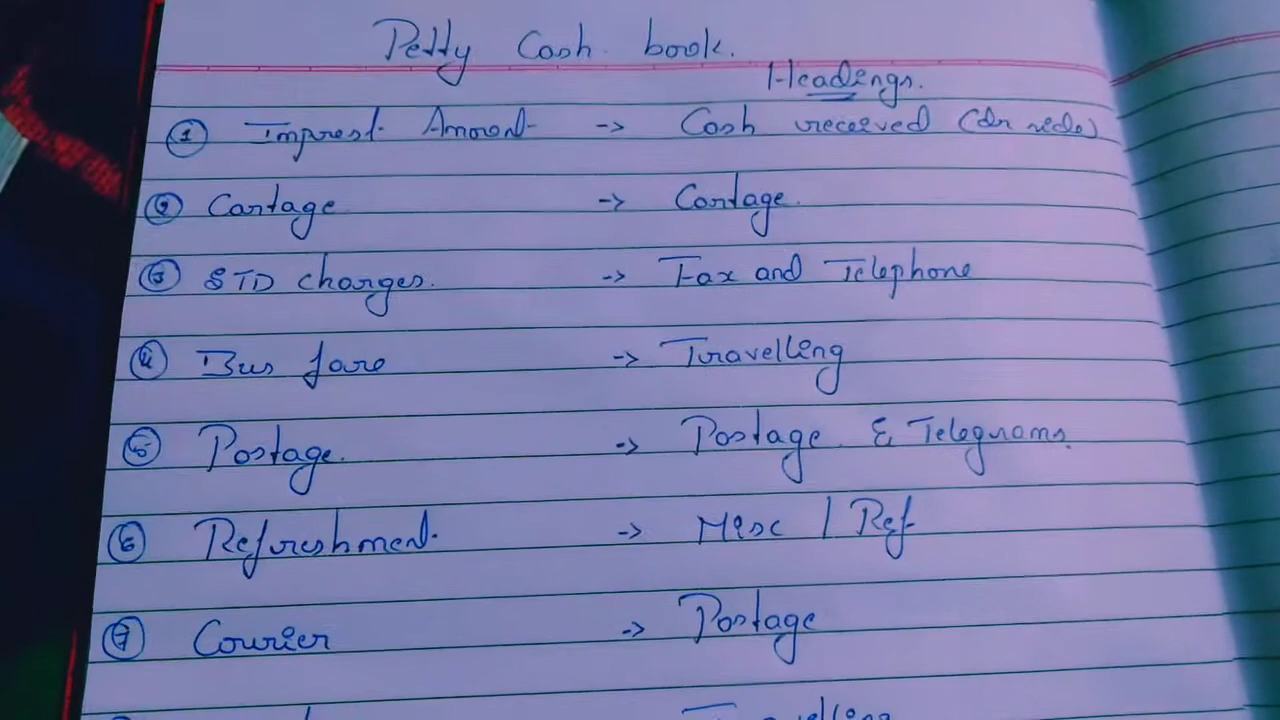 Petty Cash book.
Headings.
① Imprest Amount -> Cash received (dr side)
② Cartage -> Cartage.
③ STD charges. -> Fax and Telephone
④ Bus fare -> Travelling
⑤ Postage. -> Postage & Telegrams.
⑥ Refreshment. -> Misc / Ref
⑦ Courier -> Postage
Travelling